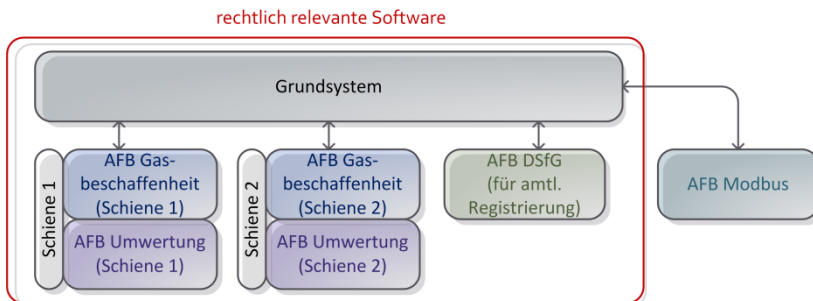 rechtlich relevante Software
Grundsystem
Schiene 1
AFB Gas-
beschaffenheit
(Schiene 1)
AFB Umwertung
(Schiene 1)
Schiene 2
AFB Gas-
beschaffenheit
(Schiene 2)
AFB Umwertung
(Schiene 2)
AFB DSfG
(für amtl.
Registrierung)
AFB Modbus